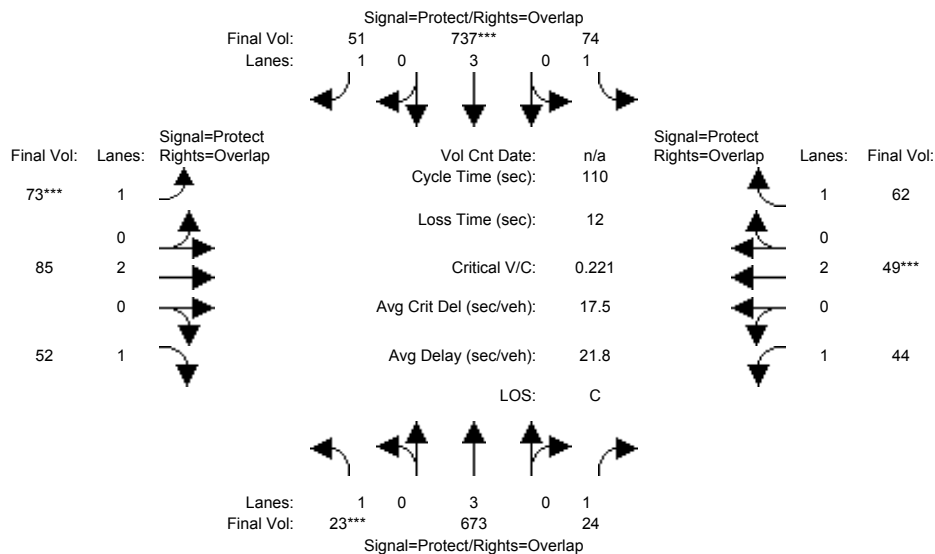 Signal=Protect/Rights=Overlap
Final Vol: 51 737*** 74
Lanes: 1 0 3 0 1
Signal=Protect
Final Vol: Lanes: Rights=Overlap
Vol Cnt Date: n/a
Signal=Protect
Rights=Overlap Lanes: Final Vol:
Cycle Time (sec): 110
73*** 1
1 62
Loss Time (sec): 12
0
0
85 2
Critical V/C: 0.221
2 49***
0
Avg Crit Del (sec/veh): 17.5
0
52 1
Avg Delay (sec/veh): 21.8
1 44
LOS: C
Lanes: 1 0 3 0 1
Final Vol: 23*** 673 24
Signal=Protect/Rights=Overlap